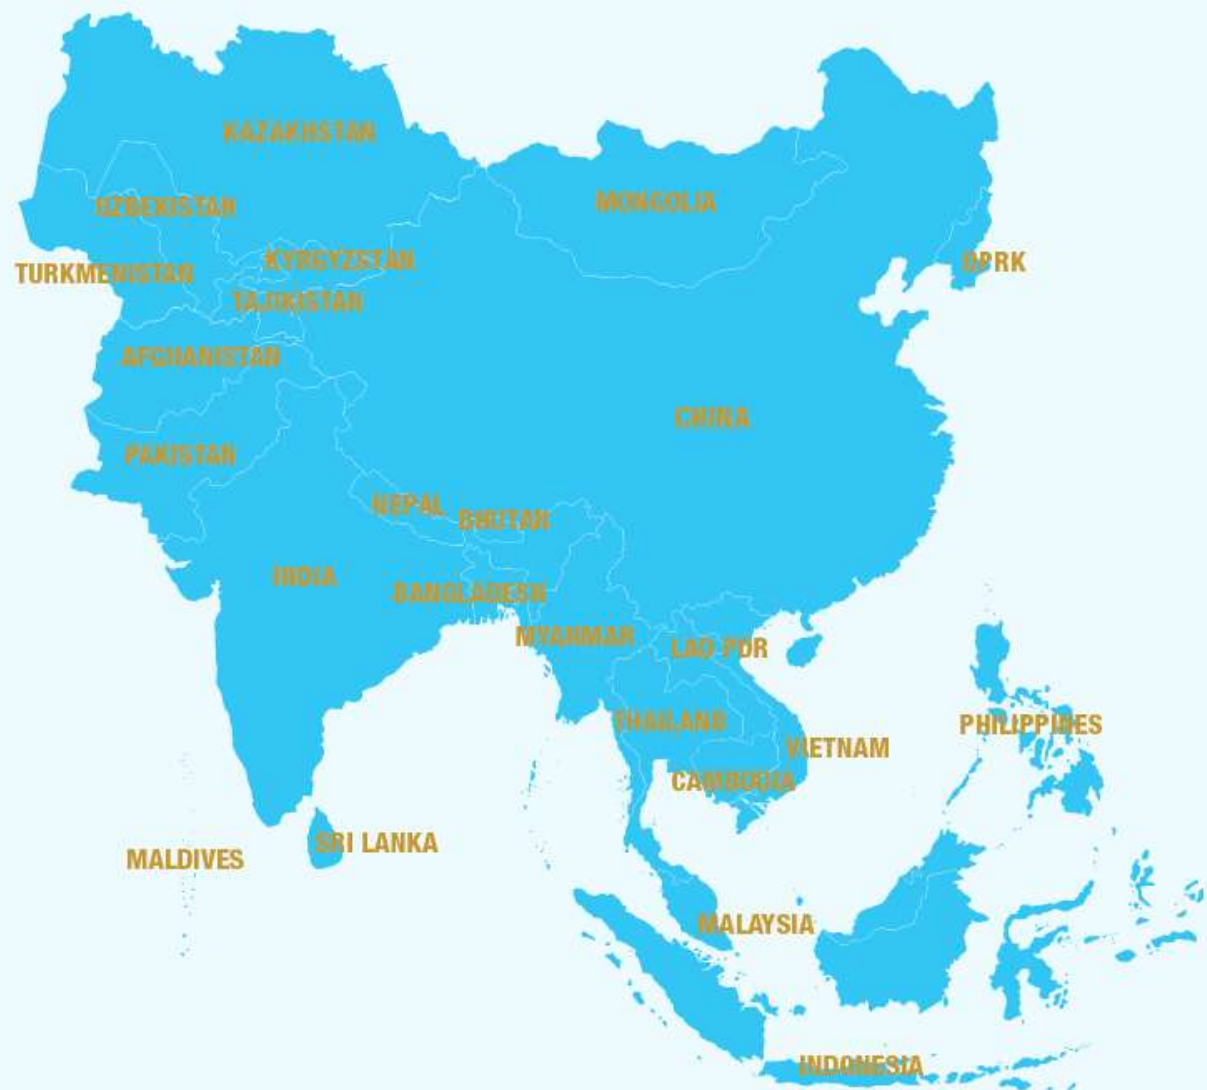 KAZAKHSTAN
MONGOLIA
UZBEKISTAN
KYRGYZSTAN
DPRK
TURKMENISTAN
TAJIKISTAN
AFGHANISTAN
CHINA
PAKISTAN
NEPAL
BHUTAN
INDIA
BANGLADESH
MYANMAR
LAO PDR
THAILAND
PHILIPPINES
VIETNAM
CAMBODIA
SRI LANKA
MALDIVES
MALAYSIA
INDONESIA